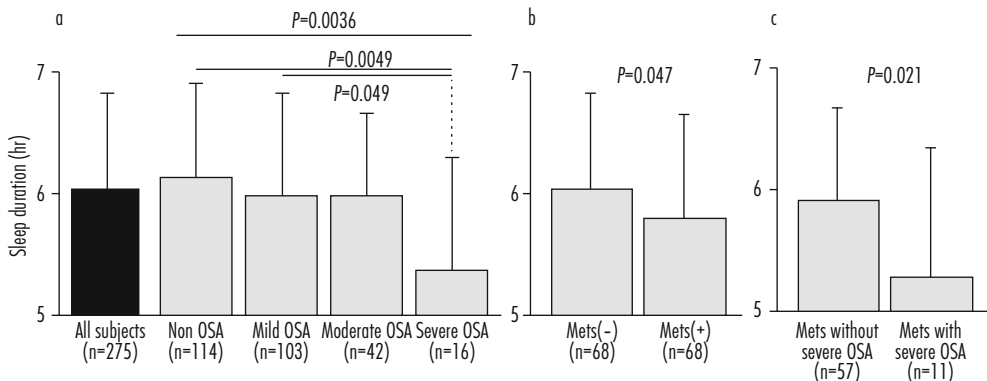 a
P=0.0036
P=0.0049
P=0.049
Sleep duration (hr)
7
6
5
All subjects
(n=275)
Non OSA
(n=114)
Mild OSA
(n=103)
Moderate OSA
(n=42)
Severe OSA
(n=16)
b
P=0.047
7
6
5
Mets(−)
(n=68)
Mets(+)
(n=68)
c
P=0.021
7
6
5
Mets without
severe OSA
(n=57)
Mets with
severe OSA
(n=11)